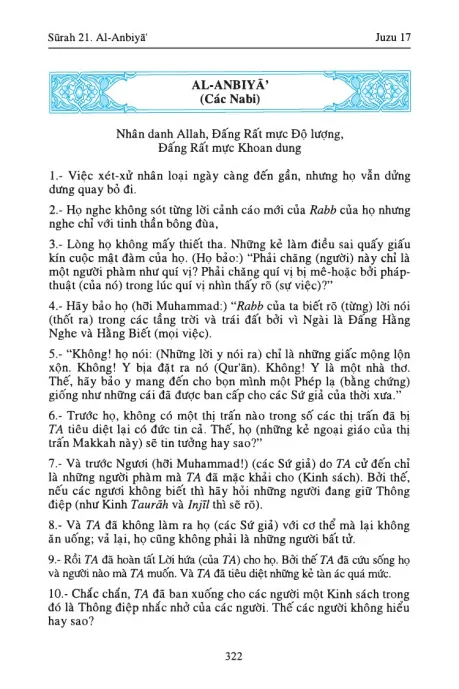 Sūrah 21. Al-Anbiyā' Juzu 17
AL-ANBIYĀ'
(Các Nabi)
Nhân danh Allah, Đấng Rất mực Độ lượng,
Đấng Rất mực Khoan dung
1.- Việc xét-xử nhân loại ngày càng đến gần, nhưng họ vẫn dửng
dưng quay bỏ đi.
2.- Họ nghe không sót từng lời cảnh cáo mới của Rabb của họ nhưng
nghe chỉ với tinh thần bông đùa,
3.- Lòng họ không mấy thiết tha. Những kẻ làm điều sai quấy giấu
kín cuộc mật đàm của họ. (Họ bảo:) “Phải chăng (người) này chỉ là
một người phàm như quí vị? Phải chăng quí vị bị mê-hoặc bởi pháp-
thuật (của nó) trong lúc quí vị nhìn thấy rõ (sự việc)?”
4.- Hãy bảo họ (hỡi Muhammad:) “Rabb của ta biết rõ (từng) lời nói
(thốt ra) trong các tầng trời và trái đất bởi vì Ngài là Đấng Hằng
Nghe và Hằng Biết (mọi việc).
5.- “Không! họ nói: (Những lời y nói ra) chỉ là những giấc mộng lộn
xộn. Không! Y bịa đặt ra nó (Qur'ān). Không! Y là một nhà thơ.
Thế, hãy bảo y mang đến cho bọn mình một Phép lạ (bằng chứng)
giống như những cái đã được ban cấp cho các Sứ giả của thời xưa.”
6.- Trước họ, không có một thị trấn nào trong số các thị trấn đã bị
TA tiêu diệt lại có đức tin cả. Thế, họ (những kẻ ngoại giáo của thị
trấn Makkah này) sẽ tin tưởng hay sao?”
7.- Và trước Ngươi (hỡi Muhammad!) (các Sứ giả) do TA cử đến chỉ
là những người phàm mà TA đã mặc khải cho (Kinh sách). Bởi thế,
nếu các ngươi không biết thì hãy hỏi những người đang giữ Thông
điệp (như Kinh Taurāh và Injīl thì sẽ rõ).
8.- Và TA đã không làm ra họ (các Sứ giả) với cơ thể mà lại không
ăn uống; vả lại, họ cũng không phải là những người bất tử.
9.- Rồi TA đã hoàn tất Lời hứa (của TA) cho họ. Bởi thế TA đã cứu sống họ
và người nào mà TA muốn. Và TA đã tiêu diệt những kẻ tàn ác quá mức.
10.- Chắc chắn, TA đã ban xuống cho các người một Kinh sách trong
đó là Thông điệp nhắc nhở của các người. Thế các người không hiểu
hay sao?
322